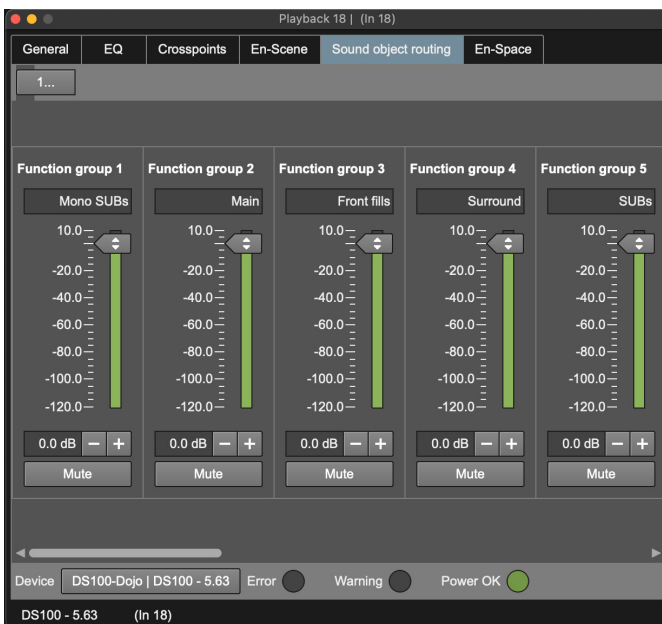 Playback 18 | (In 18)
General EQ Crosspoints En-Scene Sound object routing En-Space
1...
Function group 1 Function group 2 Function group 3 Function group 4 Function group 5
Mono SUBs Main Front fills Surround SUBs
10.0 10.0 10.0 10.0 10.0
-20.0 -20.0 -20.0 -20.0 -20.0
-40.0 -40.0 -40.0 -40.0 -40.0
-60.0 -60.0 -60.0 -60.0 -60.0
-80.0 -80.0 -80.0 -80.0 -80.0
-100.0 -100.0 -100.0 -100.0 -100.0
-120.0 -120.0 -120.0 -120.0 -120.0
0.0 dB − + 0.0 dB − + 0.0 dB − + 0.0 dB − + 0.0 dB − +
Mute Mute Mute Mute Mute
Device DS100-Dojo | DS100 - 5.63 Error Warning Power OK
DS100 - 5.63 (In 18)